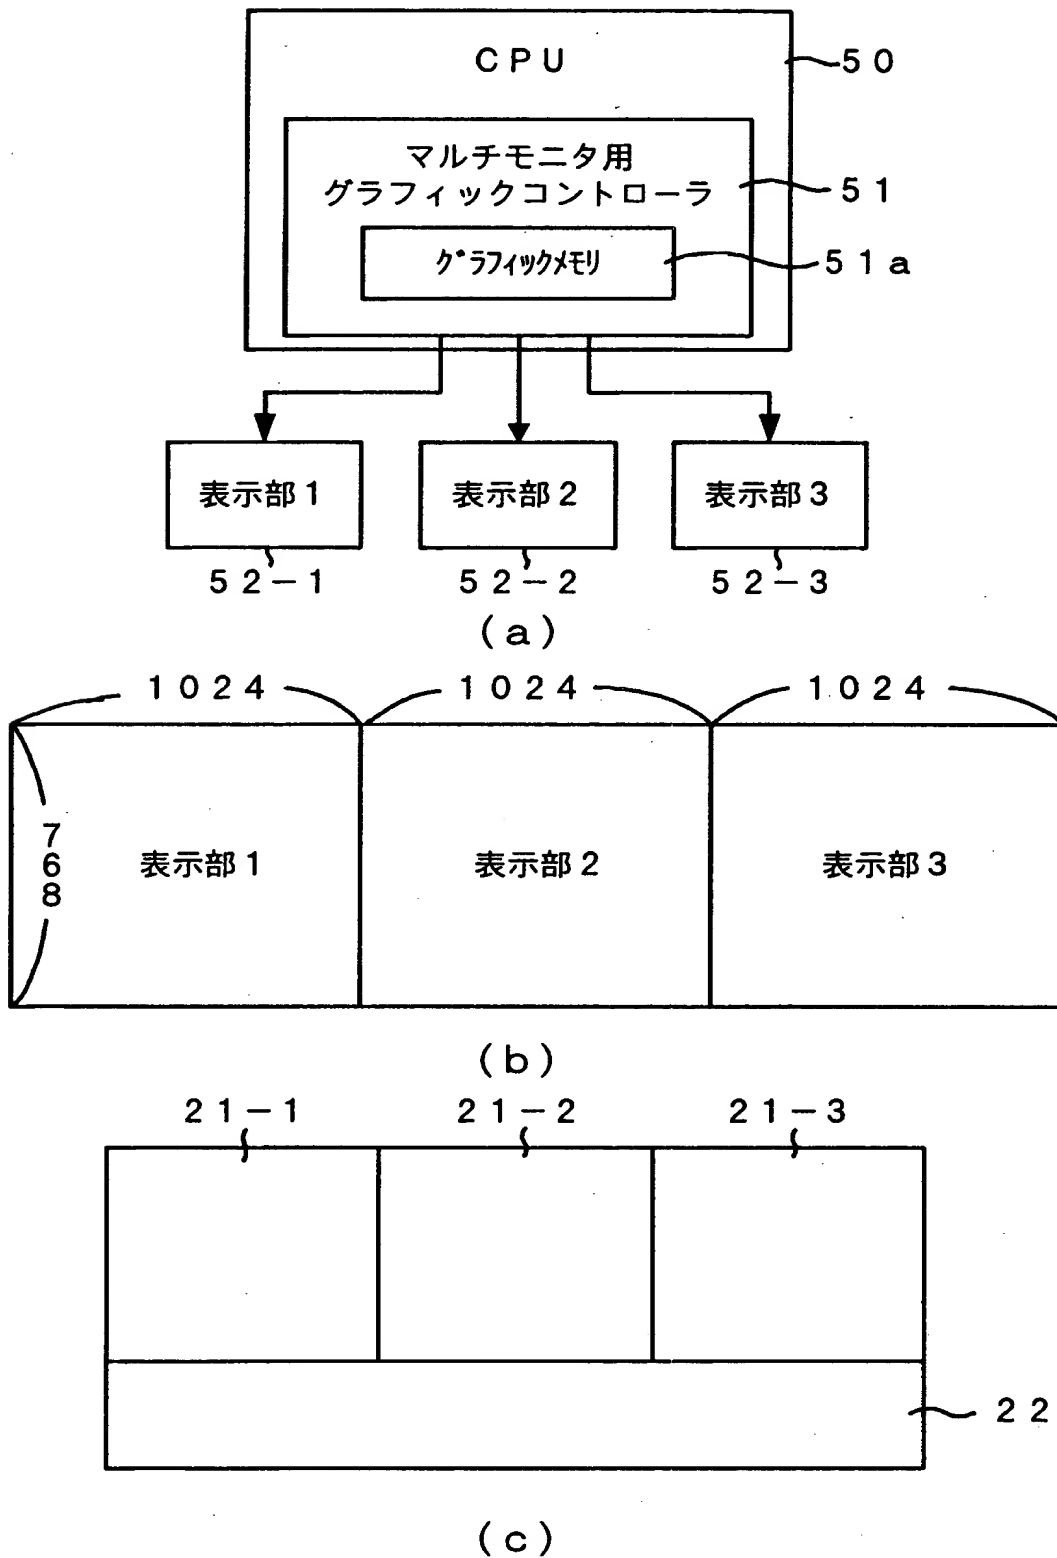 CPU
50
マルチモニタ用
グラフィックコントローラ
51
グラフィックメモリ
51a
表示部1 表示部2 表示部3
52-1 52-2 52-3
(a)
1024 1024 1024
768
表示部1 表示部2 表示部3
(b)
21-1 21-2 21-3
22
(c)